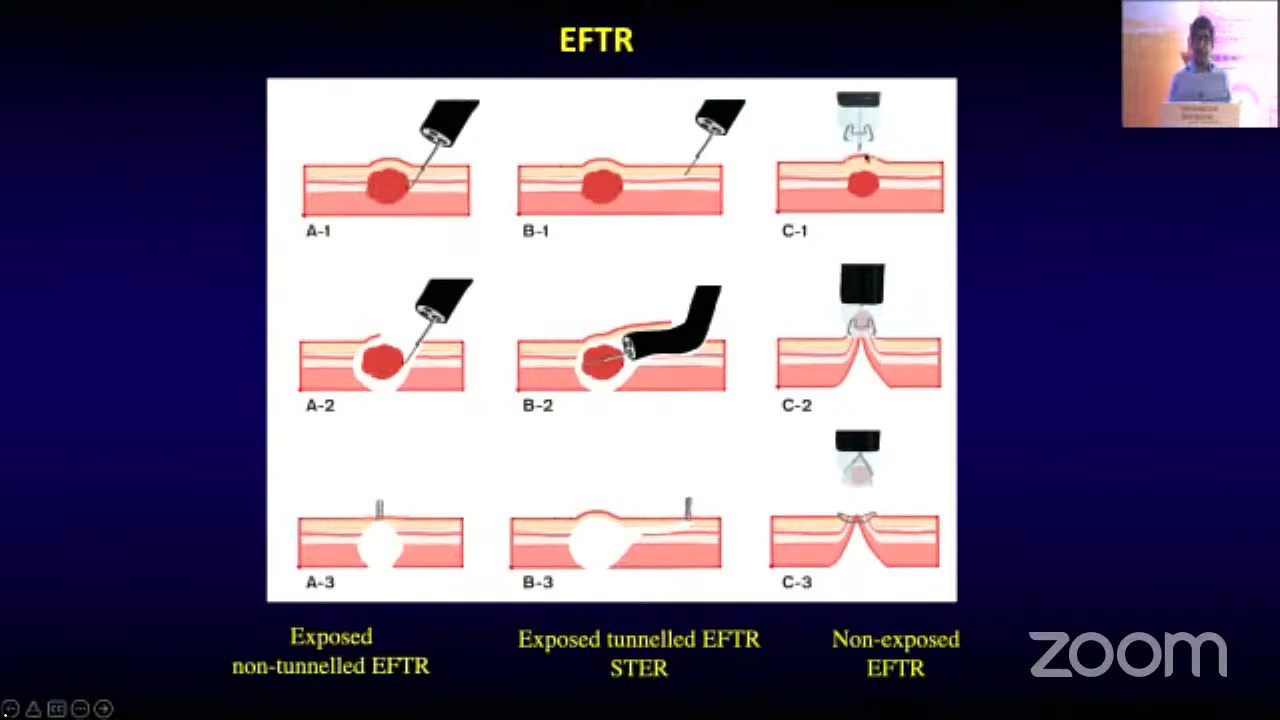 EFTR
A-1
B-1
C-1
A-2
B-2
C-2
A-3
B-3
C-3
Exposed
non-tunnelled EFTR
Exposed tunnelled EFTR
STER
Non-exposed
EFTR
zoom